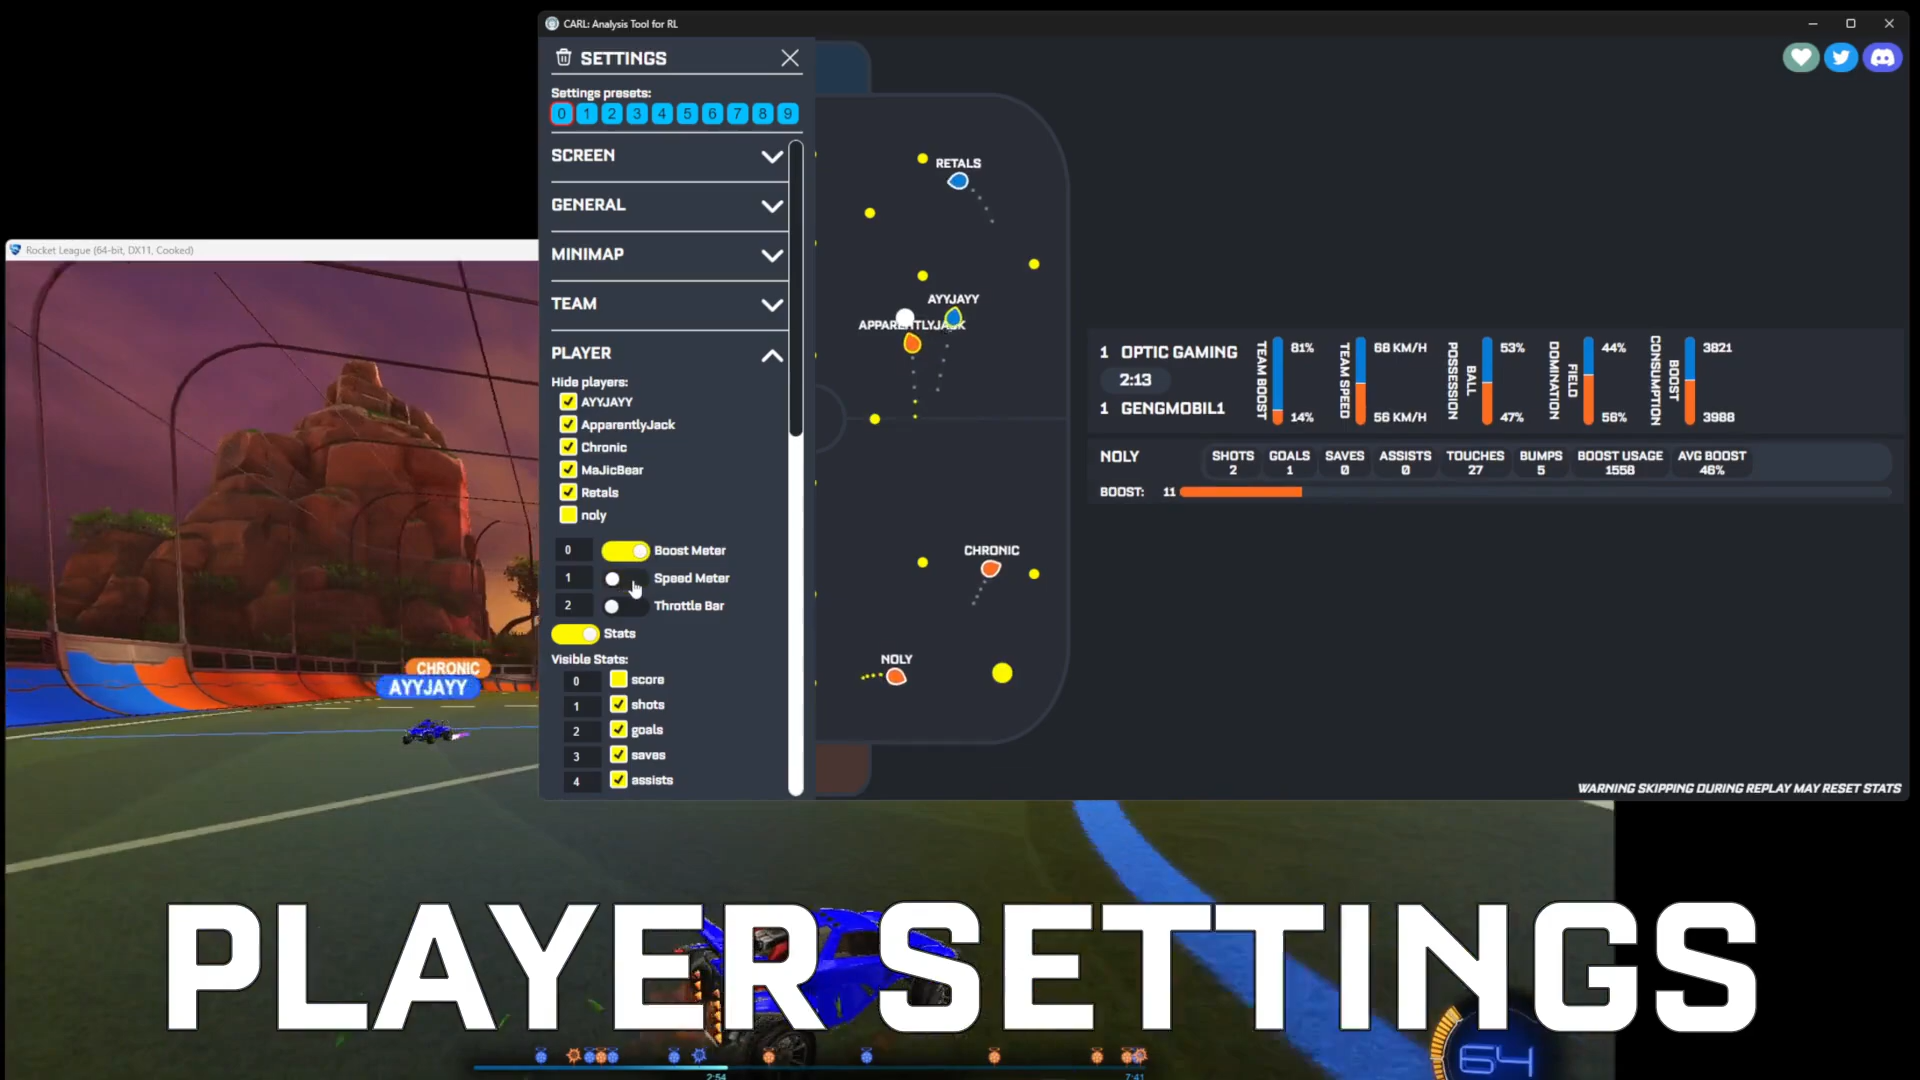 CARL: Analysis Tool for RL
SETTINGS
Settings presets:
0 1 2 3 4 5 6 7 8 9
SCREEN
GENERAL
MINIMAP
TEAM
PLAYER
Hide players:
AYYJAYY
ApparentlyJack
Chronic
MaJicBear
Retals
noly
0 Boost Meter
1 Speed Meter
2 Throttle Bar
Stats
Visible Stats:
0 score
1 shots
2 goals
3 saves
4 assists
RETALS
AYYJAYY
APPARENTLYJACK
CHRONIC
NOLY
1 OPTIC GAMING
2:13
1 GENGMOBIL1
TEAM BOOST
81%
14%
TEAM SPEED
68 KM/H
56 KM/H
BALL
POSSESSION
53%
47%
FIELD
DOMINATION
44%
56%
BOOST
CONSUMPTION
3821
3988
NOLY
SHOTS GOALS SAVES ASSISTS TOUCHES BUMPS BOOST USAGE AVG BOOST
2 1 0 0 27 5 1558 46%
BOOST: 11
WARNING SKIPPING DURING REPLAY MAY RESET STATS
Rocket League (64-bit, DX11, Cooked)
CHRONIC
AYYJAYY
PLAYER SETTINGS
64
2:54
7:41